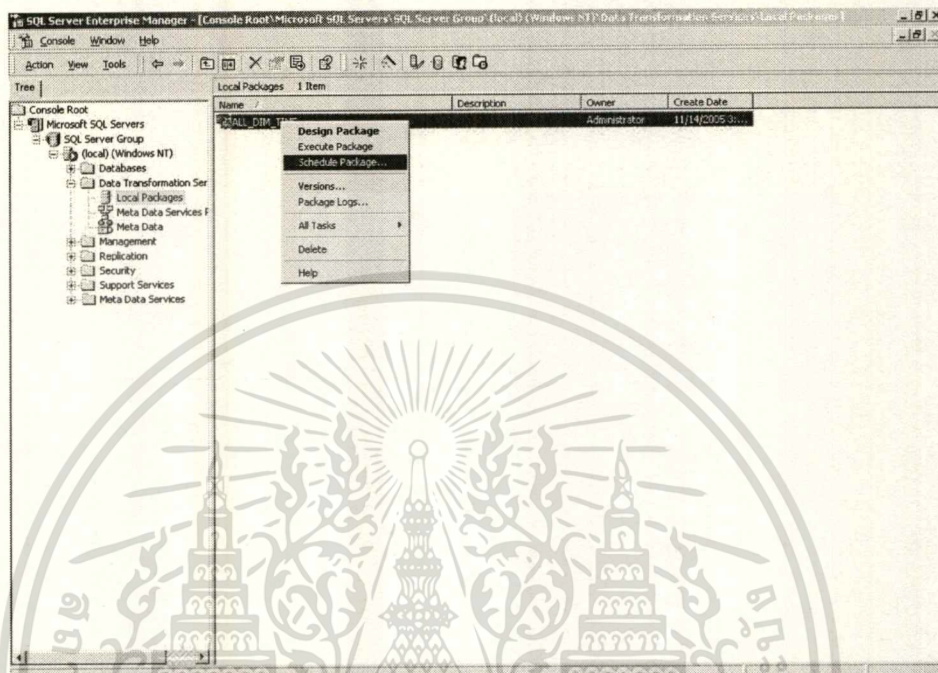 SQL Server Enterprise Manager - [Console Root\Microsoft SQL Servers\SQL Server Group\(local) (Windows NT)\Data Transformation Services\Local Packages]
Console Window Help
Action View Tools
Tree
Local Packages 1 Item
Name Description Owner Create Date
Console Root
Microsoft SQL Servers
SQL Server Group
(local) (Windows NT)
Databases
Data Transformation Ser
Local Packages
Meta Data Services P
Meta Data
Management
Replication
Security
Support Services
Meta Data Services
ALL_DIM_TIME Administrator 11/14/2005 3:...
Design Package
Execute Package
Schedule Package...
Versions...
Package Logs...
All Tasks
Delete
Help